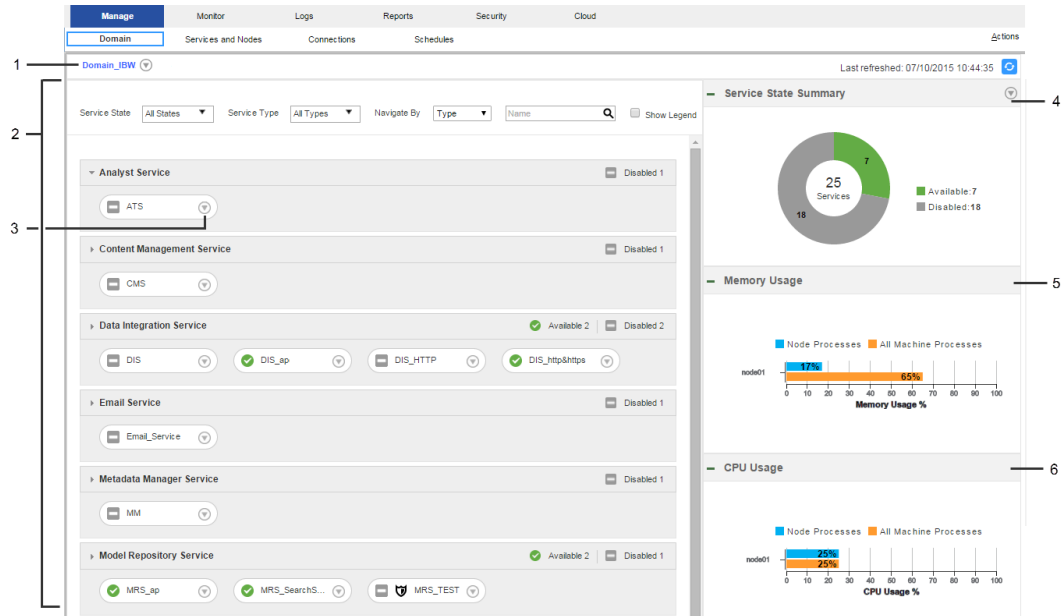 Manage Monitor Logs Reports Security Cloud
Domain Services and Nodes Connections Schedules Actions
1 Domain_IBW Last refreshed: 07/10/2015 10:44:35
2
Service State All States Service Type All Types Navigate By Type Name Show Legend
Analyst Service Disabled 1
ATS
3
Content Management Service Disabled 1
CMS
Data Integration Service Available 2 Disabled 2
DIS DIS_ap DIS_HTTP DIS_http&https
Email Service Disabled 1
Email_Service
Metadata Manager Service Disabled 1
MM
Model Repository Service Available 2 Disabled 1
MRS_ap MRS_SearchS... MRS_TEST
Service State Summary 4
7
25
Services
18
Available:7
Disabled:18
Memory Usage 5
Node Processes All Machine Processes
node01 17%
65%
0 10 20 30 40 50 60 70 80 90 100
Memory Usage %
CPU Usage 6
Node Processes All Machine Processes
node01 25%
25%
0 10 20 30 40 50 60 70 80 90 100
CPU Usage %